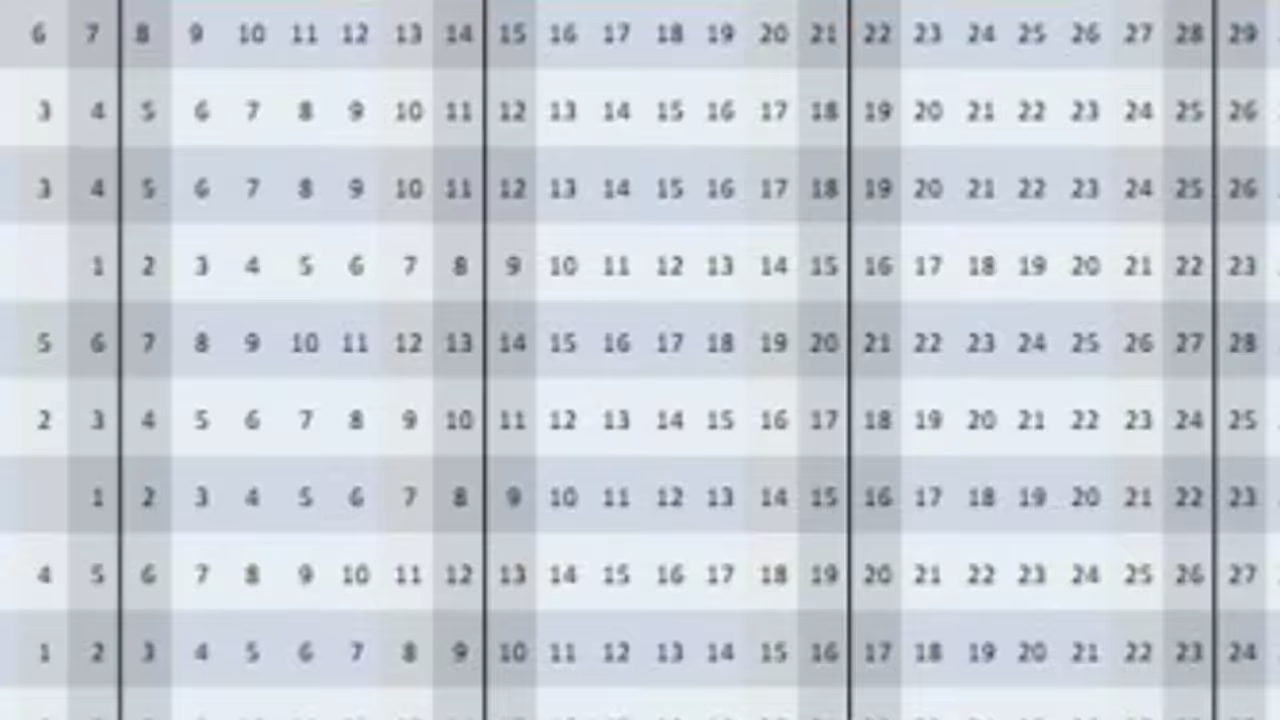 6 7 8 9 10 11 12 13 14 15 16 17 18 19 20 21 22 23 24 25 26 27 28 29
3 4 5 6 7 8 9 10 11 12 13 14 15 16 17 18 19 20 21 22 23 24 25 26
3 4 5 6 7 8 9 10 11 12 13 14 15 16 17 18 19 20 21 22 23 24 25 26
1 2 3 4 5 6 7 8 9 10 11 12 13 14 15 16 17 18 19 20 21 22 23
5 6 7 8 9 10 11 12 13 14 15 16 17 18 19 20 21 22 23 24 25 26 27 28
2 3 4 5 6 7 8 9 10 11 12 13 14 15 16 17 18 19 20 21 22 23 24 25
1 2 3 4 5 6 7 8 9 10 11 12 13 14 15 16 17 18 19 20 21 22 23
4 5 6 7 8 9 10 11 12 13 14 15 16 17 18 19 20 21 22 23 24 25 26 27
1 2 3 4 5 6 7 8 9 10 11 12 13 14 15 16 17 18 19 20 21 22 23 24